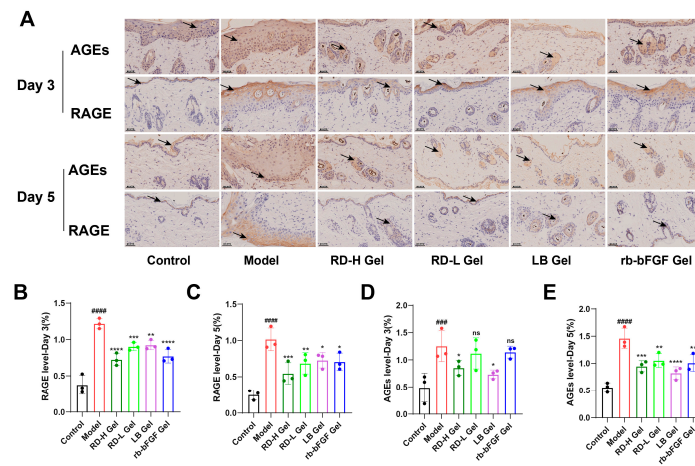 A
AGEs
Day 3
RAGE
AGEs
Day 5
RAGE
Control Model RD-H Gel RD-L Gel LB Gel rb-bFGF Gel
B
RAGE level-Day 3(%)
1.5
1.0
0.5
0.0
####
****
***
**
****
Control
Model
RD-H Gel
RD-L Gel
LB Gel
rb-bFGF Gel
C
RAGE level-Day 5(%)
1.5
1.0
0.5
0.0
####
***
**
*
*
Control
Model
RD-H Gel
RD-L Gel
LB Gel
rb-bFGF Gel
D
AGEs level-Day 3(%)
2.0
1.5
1.0
0.5
0.0
###
*
ns
*
ns
Control
Model
RD-H Gel
RD-L Gel
LB Gel
rb-bFGF Gel
E
AGEs level-Day 5(%)
2.0
1.5
1.0
0.5
0.0
####
***
**
****
**
Control
Model
RD-H Gel
RD-L Gel
LB Gel
rb-bFGF Gel